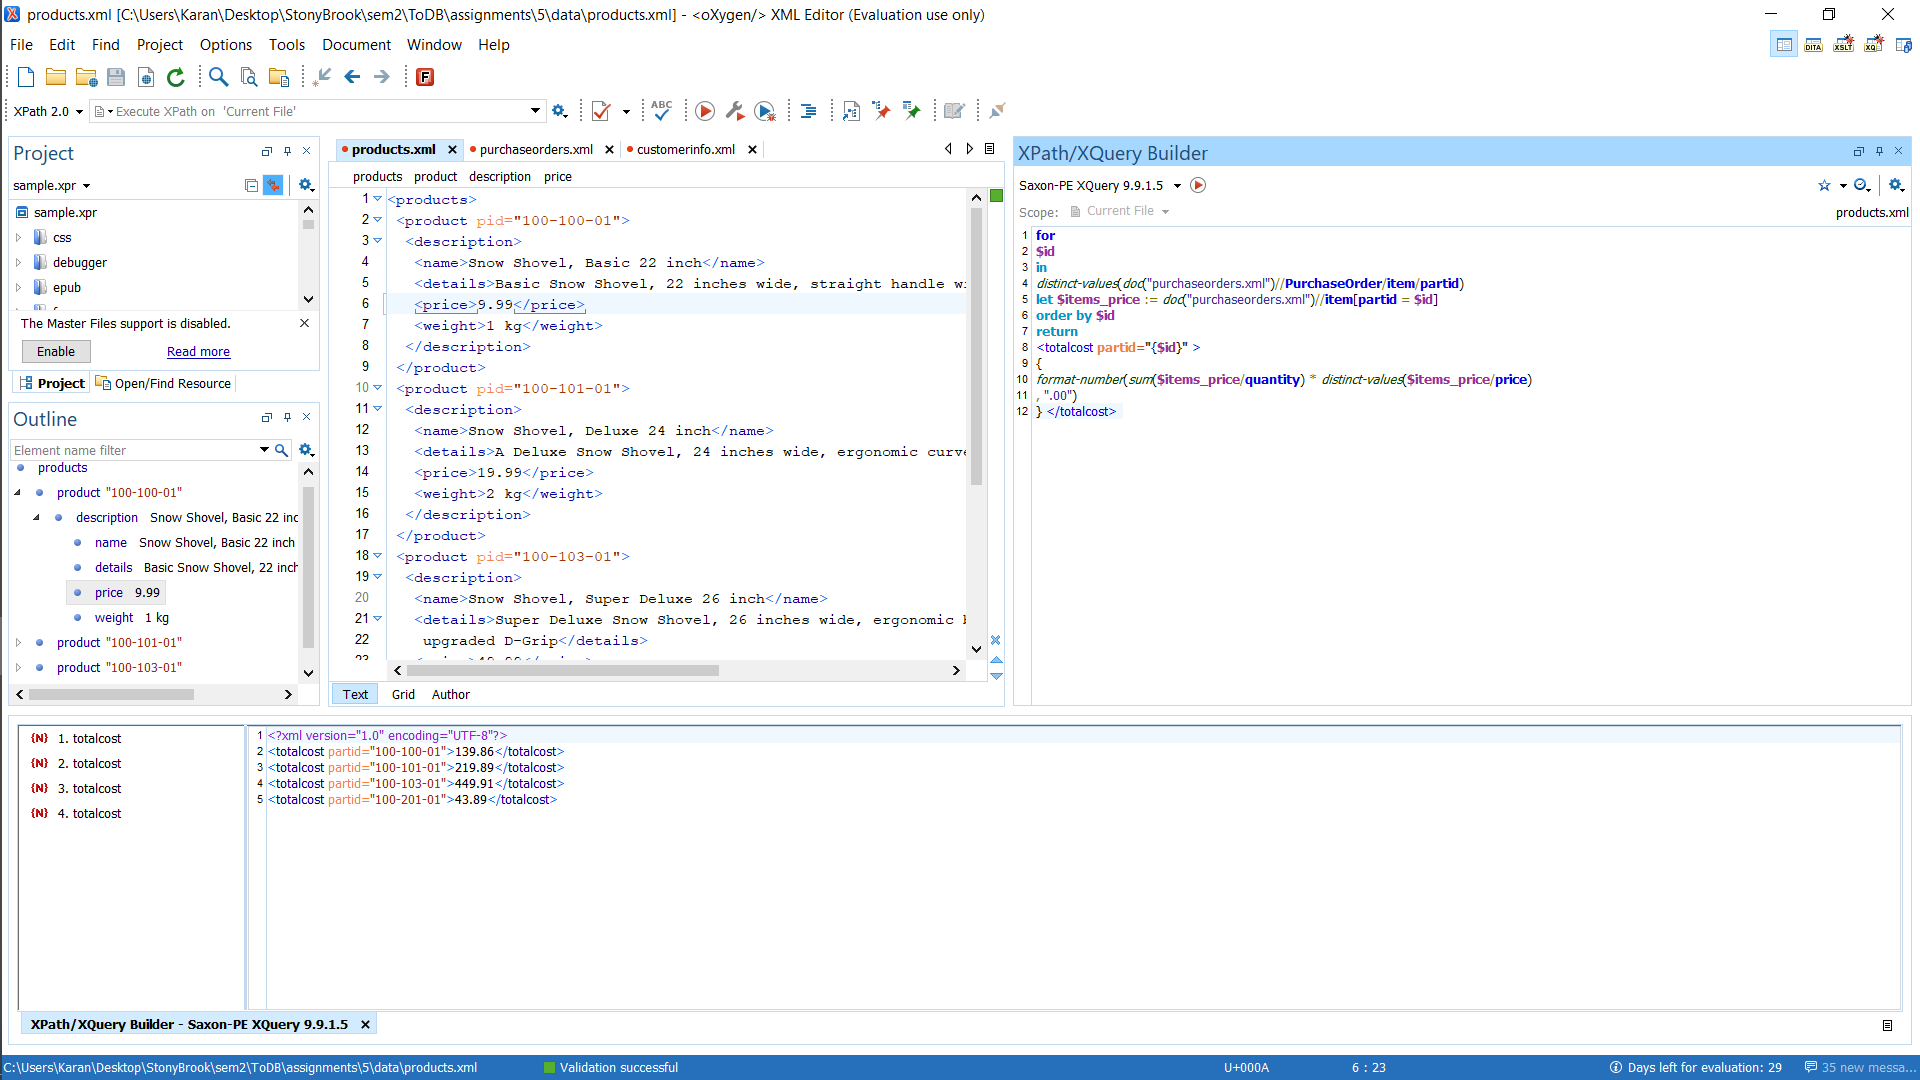 products.xml [C:\Users\Karan\Desktop\StonyBrook\sem2\ToDB\assignments\5\data\products.xml] - <oXygen/> XML Editor (Evaluation use only)
File Edit Find Project Options Tools Document Window Help
DITA XSLT XQ
XPath 2.0 Execute XPath on 'Current File'
ABC
Project
sample.xpr
sample.xpr
css
debugger
epub
The Master Files support is disabled.
Enable Read more
Project Open/Find Resource
Outline
Element name filter
products
product "100-100-01"
description Snow Shovel, Basic 22 inc
name Snow Shovel, Basic 22 inch
details Basic Snow Shovel, 22 inch
price 9.99
weight 1 kg
product "100-101-01"
product "100-103-01"
products.xml purchaseorders.xml customerinfo.xml
products product description price
1 <products>
2 <product pid="100-100-01">
3 <description>
4 <name>Snow Shovel, Basic 22 inch</name>
5 <details>Basic Snow Shovel, 22 inches wide, straight handle wi
6 <price>9.99</price>
7 <weight>1 kg</weight>
8 </description>
9 </product>
10 <product pid="100-101-01">
11 <description>
12 <name>Snow Shovel, Deluxe 24 inch</name>
13 <details>A Deluxe Snow Shovel, 24 inches wide, ergonomic curve
14 <price>19.99</price>
15 <weight>2 kg</weight>
16 </description>
17 </product>
18 <product pid="100-103-01">
19 <description>
20 <name>Snow Shovel, Super Deluxe 26 inch</name>
21 <details>Super Deluxe Snow Shovel, 26 inches wide, ergonomic
22 upgraded D-Grip</details>
Text Grid Author
XPath/XQuery Builder
Saxon-PE XQuery 9.9.1.5
Scope: Current File products.xml
1 for
2 $id
3 in
4 distinct-values(doc("purchaseorders.xml")//PurchaseOrder/item/partid)
5 let $items_price := doc("purchaseorders.xml")//item[partid = $id]
6 order by $id
7 return
8 <totalcost partid="{$id}" >
9 {
10 format-number(sum($items_price/quantity) * distinct-values($items_price/price)
11 , ".00")
12 } </totalcost>
{N} 1. totalcost
{N} 2. totalcost
{N} 3. totalcost
{N} 4. totalcost
1 <?xml version="1.0" encoding="UTF-8"?>
2 <totalcost partid="100-100-01">139.86</totalcost>
3 <totalcost partid="100-101-01">219.89</totalcost>
4 <totalcost partid="100-103-01">449.91</totalcost>
5 <totalcost partid="100-201-01">43.89</totalcost>
XPath/XQuery Builder - Saxon-PE XQuery 9.9.1.5
C:\Users\Karan\Desktop\StonyBrook\sem2\ToDB\assignments\5\data\products.xml Validation successful U+000A 6 : 23 Days left for evaluation: 29 35 new messa...